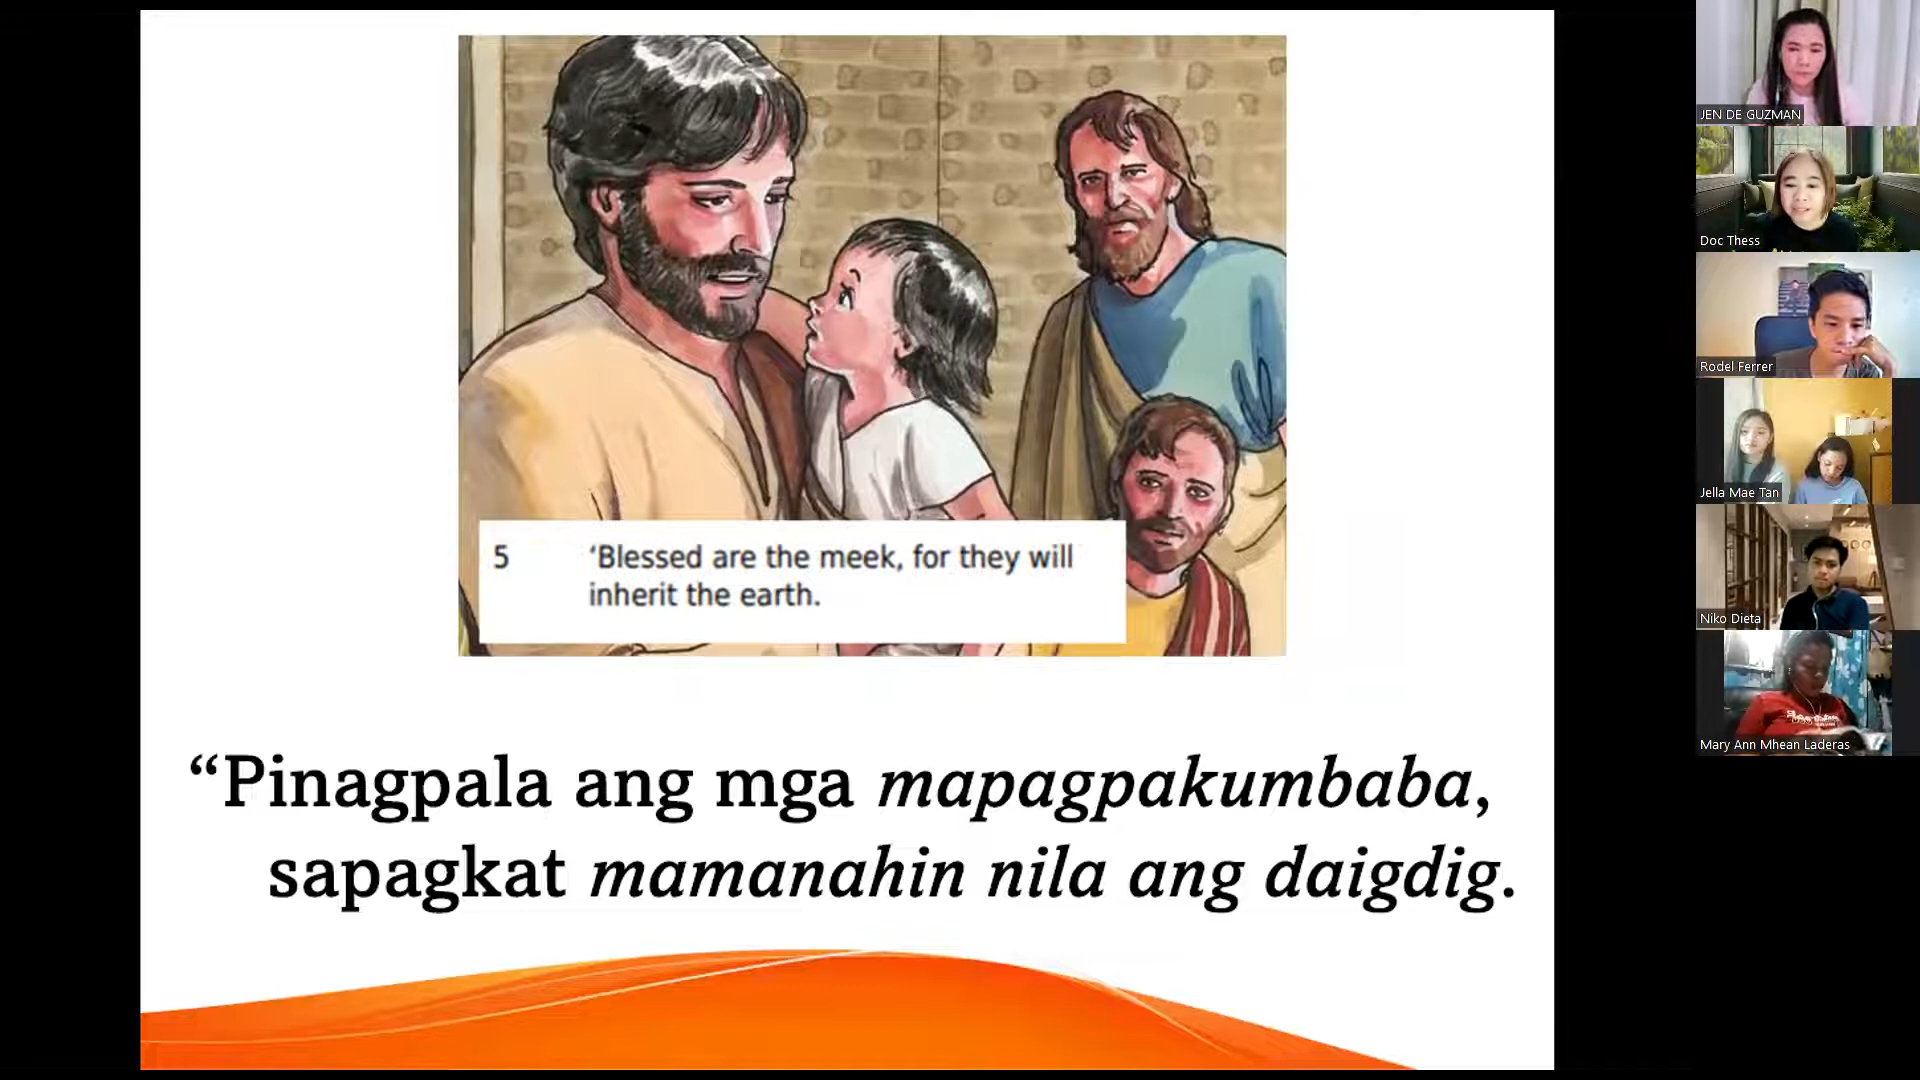 5 ‘Blessed are the meek, for they will
inherit the earth.
“Pinagpala ang mga mapagpakumbaba,
sapagkat mamanahin nila ang daigdig.
JEN DE GUZMAN
Doc Thess
Rodel Ferrer
Jella Mae Tan
Niko Dieta
Mary Ann Mhean Laderas